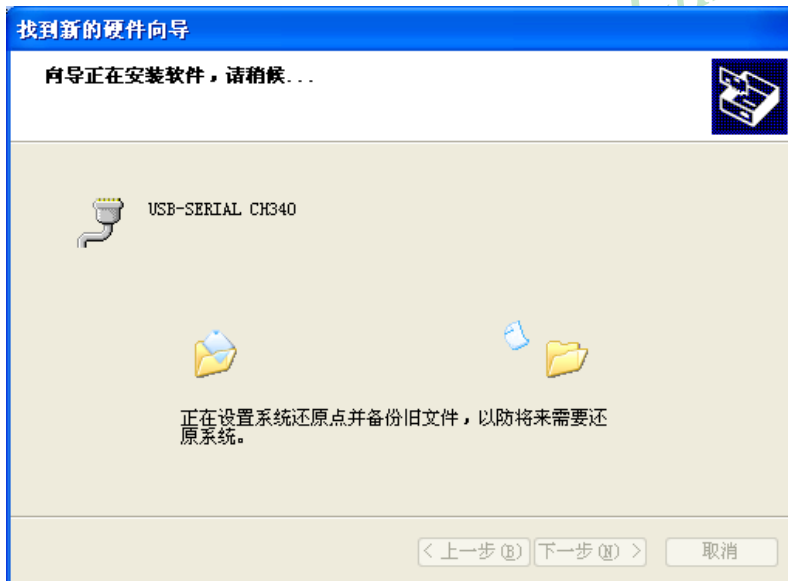 找到新的硬件向导
向导正在安装软件，请稍候...
USB-SERIAL CH340
正在设置系统还原点并备份旧文件，以防将来需要还
原系统。
< 上一步(B) 下一步(N) > 取消